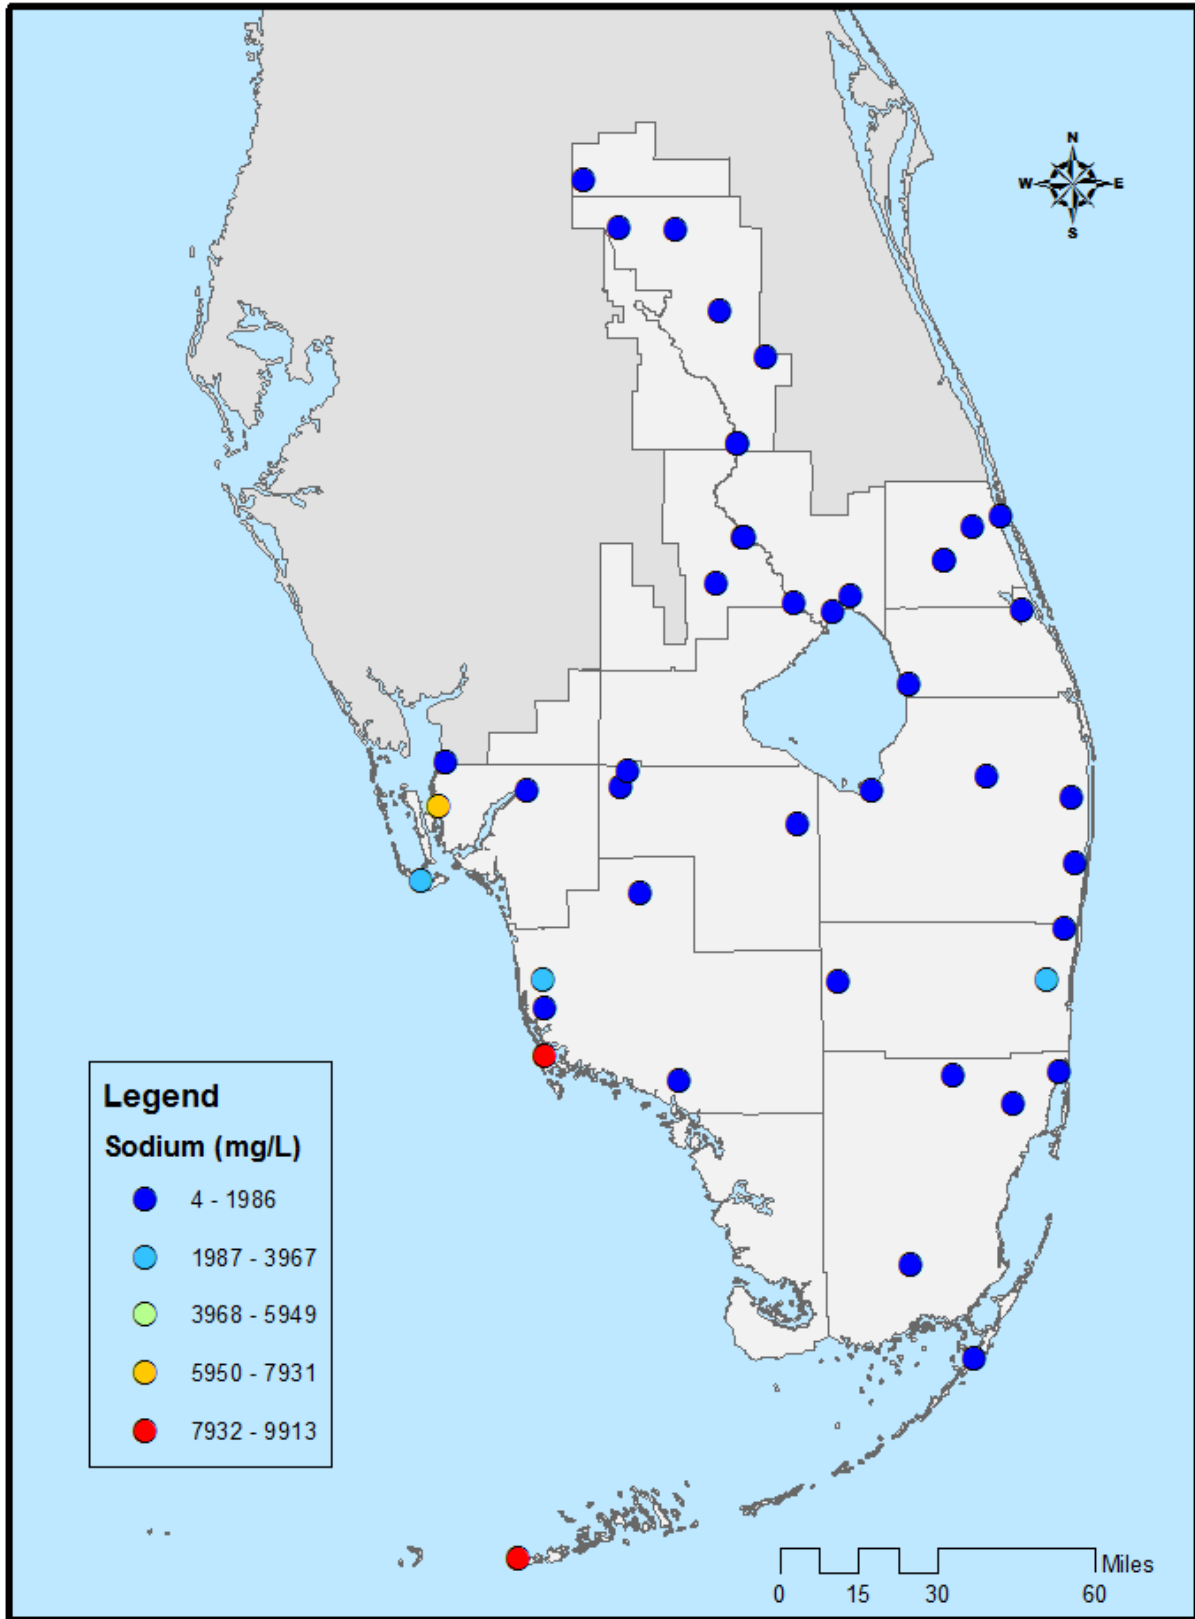 N
W E
S
Legend
Sodium (mg/L)
4 - 1986
1987 - 3967
3968 - 5949
5950 - 7931
7932 - 9913
Miles
0 15 30 60